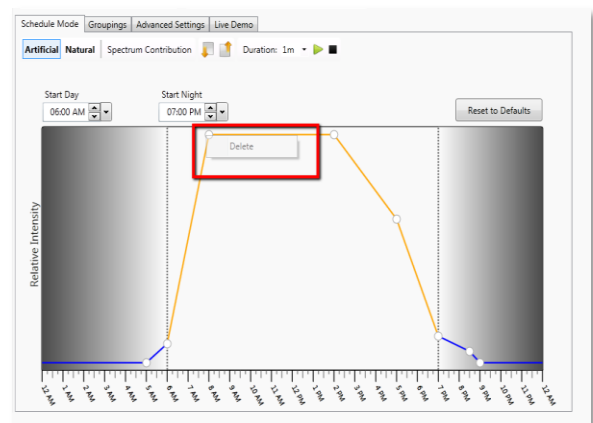 Schedule Mode Groupings Advanced Settings Live Demo
Artificial Natural Spectrum Contribution Duration: 1m
Start Day Start Night
06:00 AM 07:00 PM Reset to Defaults
Delete
Relative Intensity
12 AM 1 AM 2 AM 3 AM 4 AM 5 AM 6 AM 7 AM 8 AM 9 AM 10 AM 11 AM 12 PM 1 PM 2 PM 3 PM 4 PM 5 PM 6 PM 7 PM 8 PM 9 PM 10 PM 11 PM 12 AM